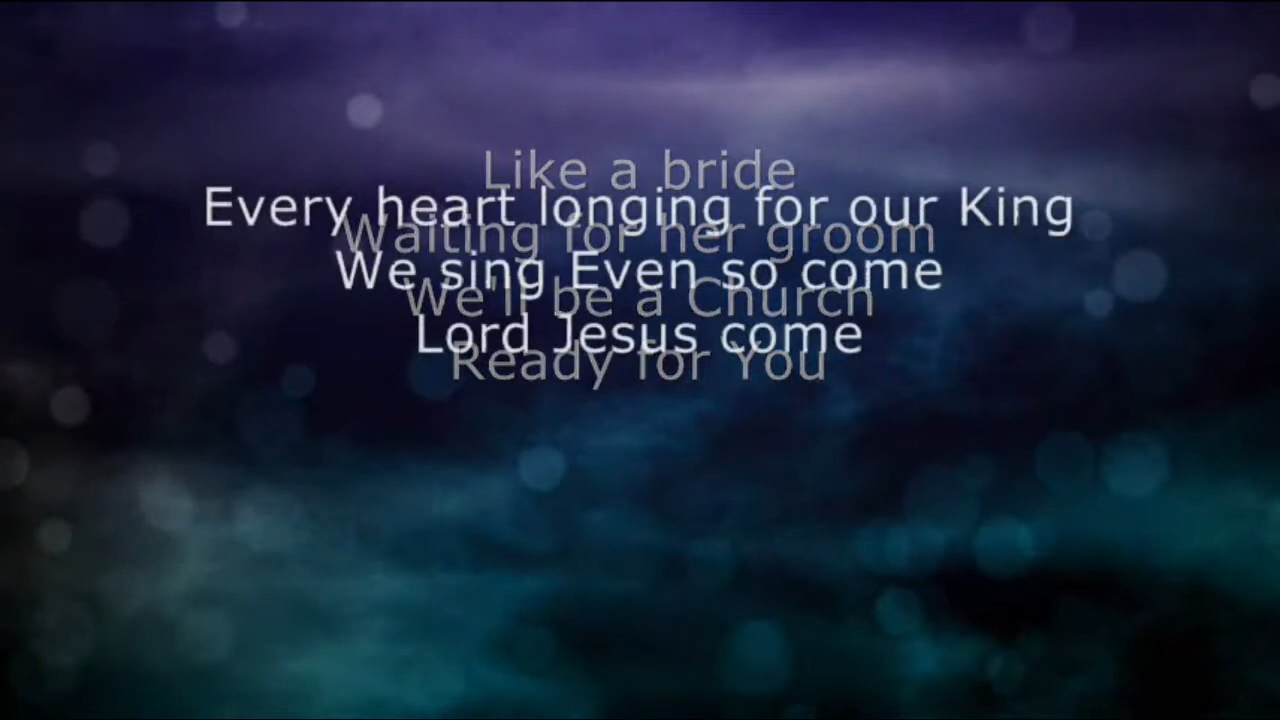 Like a bride
Every heart longing for our King
Waiting for her groom
We sing Even so come
We'll be a Church
Lord Jesus come
Ready for You